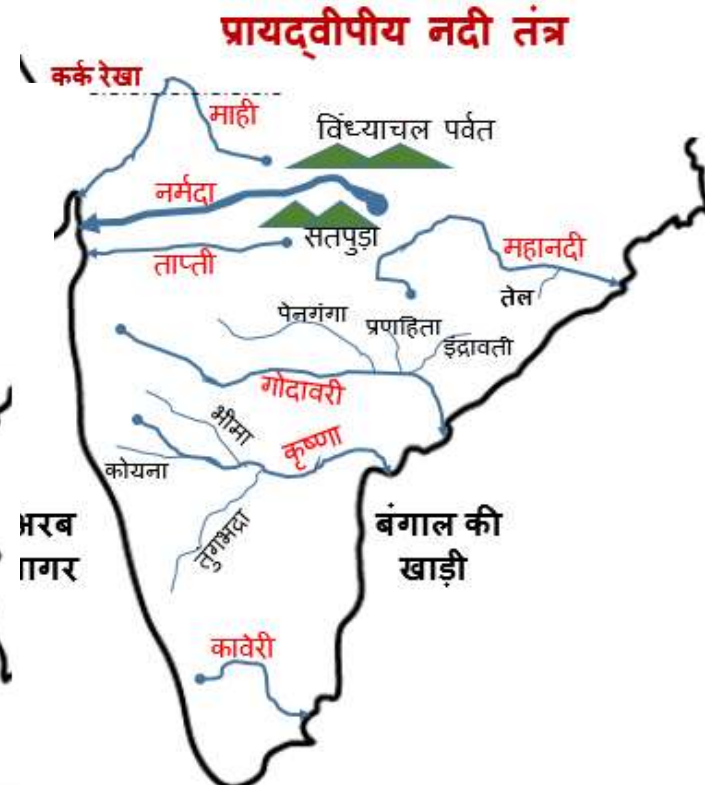 प्रायद्वीपीय नदी तंत्र
कर्क रेखा
माही
विंध्याचल पर्वत
नर्मदा
सतपुड़ा
ताप्ती
महानदी
तेल
पेनगंगा
प्रणहिता
इंद्रावती
गोदावरी
भीमा
कृष्णा
कोयना
तुंगभद्रा
बंगाल की
खाड़ी
कावेरी